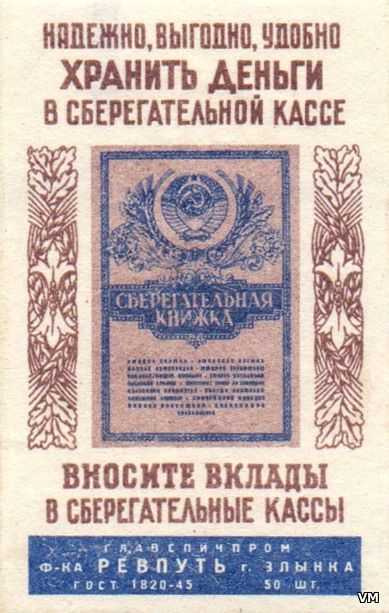 НАДЕЖНО, ВЫГОДНО, УДОБНО
ХРАНИТЬ ДЕНЬГИ
В СБЕРЕГАТЕЛЬНОЙ КАССЕ
СБЕРЕГАТЕЛЬНАЯ
КНИЖКА
ВНОСИТЕ ВКЛАДЫ
В СБЕРЕГАТЕЛЬНЫЕ КАССЫ
ГЛАВСПИЧПРОМ
Ф-КА РЕВПУТЬ г. ЗЛЫНКА
ГОСТ 1820-45 50 ШТ.
VM